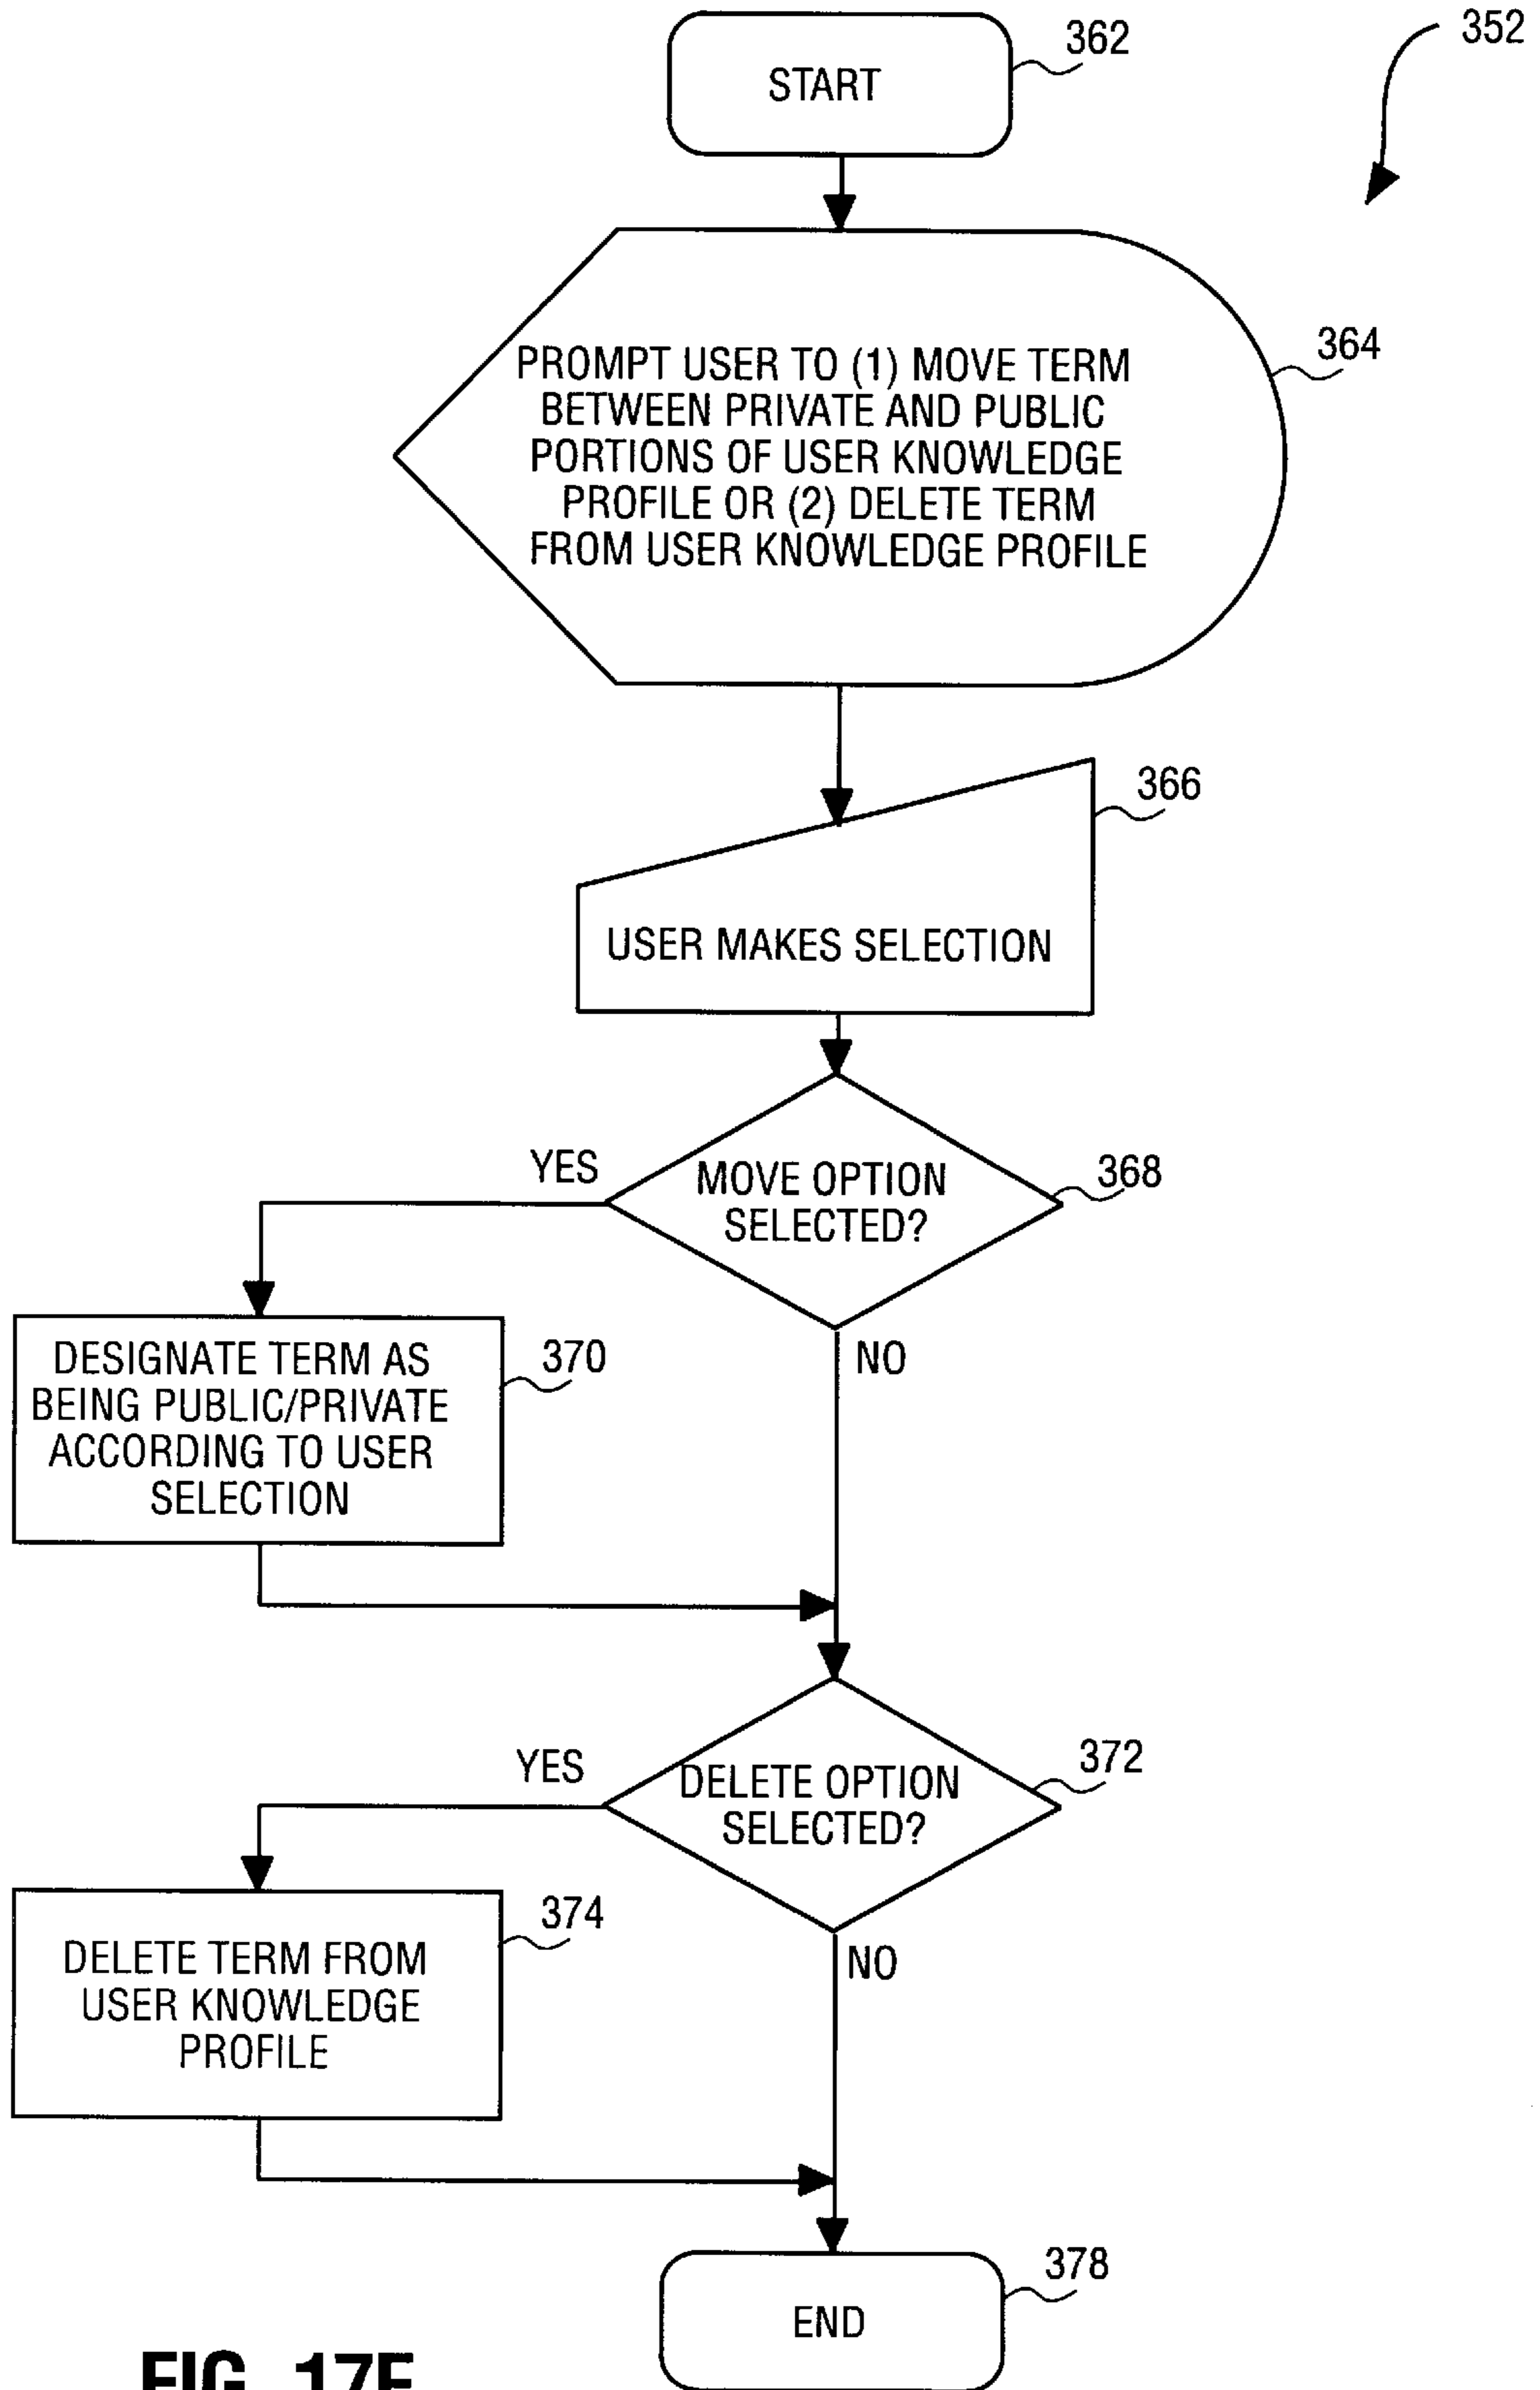 352
START
362
PROMPT USER TO (1) MOVE TERM
BETWEEN PRIVATE AND PUBLIC
PORTIONS OF USER KNOWLEDGE
PROFILE OR (2) DELETE TERM
FROM USER KNOWLEDGE PROFILE
364
USER MAKES SELECTION
366
MOVE OPTION
SELECTED?
368
YES
NO
DESIGNATE TERM AS
BEING PUBLIC/PRIVATE
ACCORDING TO USER
SELECTION
370
DELETE OPTION
SELECTED?
372
YES
NO
DELETE TERM FROM
USER KNOWLEDGE
PROFILE
374
END
378
FIG.